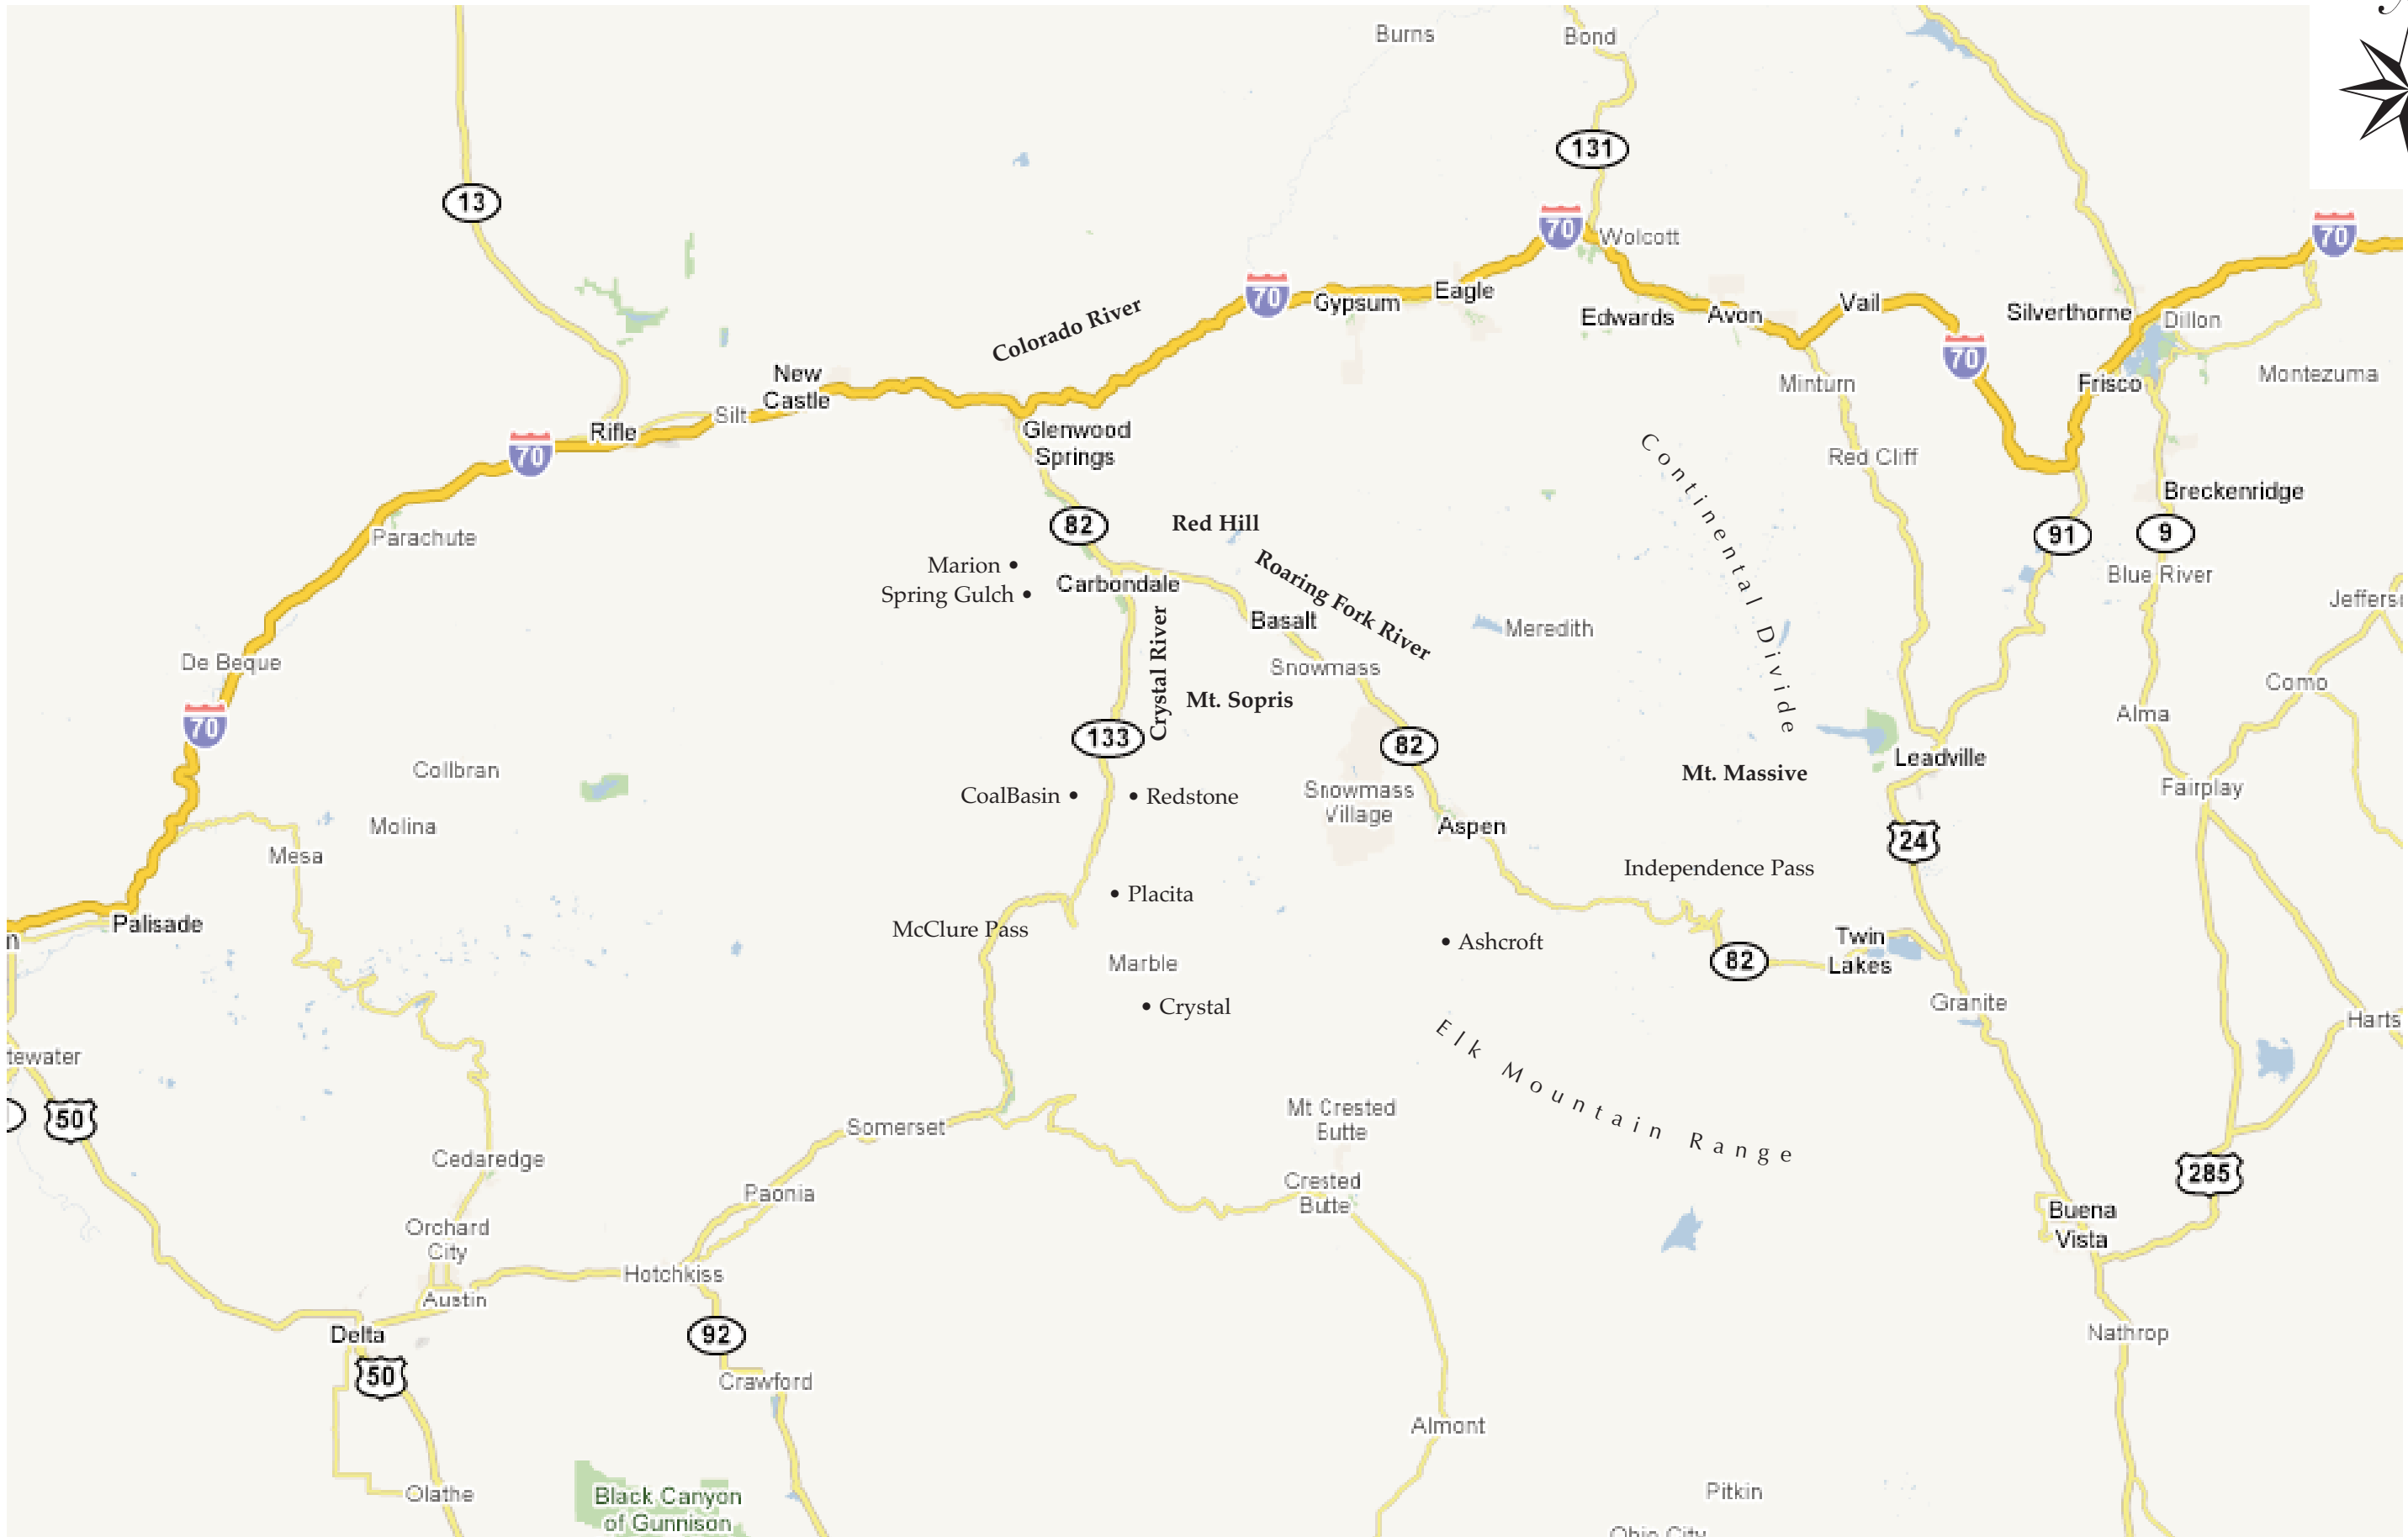 Burns
Bond
131
13
70
Wolcott
70
70
Gypsum
Eagle
Colorado River
Edwards
Avon
Vail
Silverthorne
Dillon
70
Minturn
Frisco
Montezuma
New
Castle
Silt
Rifle
70
Glenwood
Springs
Continental Divide
Red Cliff
Breckenridge
82
Red Hill
91
9
Parachute
Marion
Spring Gulch
Carbondale
Roaring Fork River
Blue River
Basalt
Meredith
Crystal River
De Beque
Snowmass
Como
Mt. Sopris
Alma
70
133
82
Leadville
Collbran
Mt. Massive
CoalBasin
Redstone
Snowmass
Village
Fairplay
Molina
Aspen
24
Mesa
Independence Pass
Placita
Palisade
McClure Pass
Ashcroft
Twin
Lakes
82
Marble
Crystal
Granite
Harts
tewater
Elk Mountain Range
50
Somerset
Mt Crested
Butte
Cedaredge
285
Paonia
Crested
Butte
Buena
Vista
Orchard
City
Hotchkiss
Austin
Delta
92
Nathrop
50
Crawford
Almont
Olathe
Black Canyon
of Gunnison
Pitkin
Ohio City